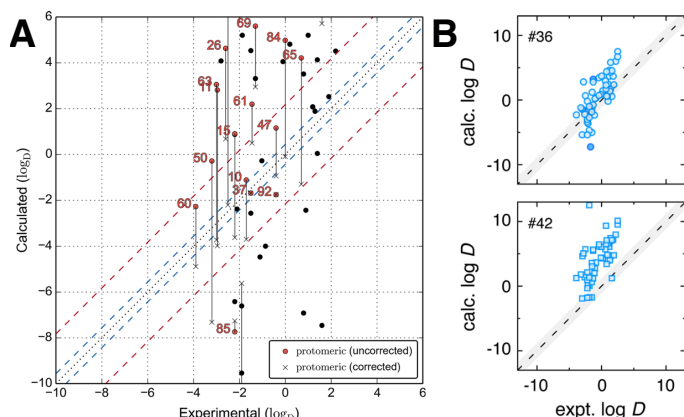 A
Calculated (log_D)
6
4
2
0
−2
−4
−6
−8
−10
69
84
26
65
63
11
61
15
47
50
10
37
92
60
85
protomeric (uncorrected)
protomeric (corrected)
−10 −8 −6 −4 −2 0 2 4 6
Experimental (log_D)
B
#36
calc. log D
10
0
-10
#42
calc. log D
10
0
-10
-10 0 10
expt. log D